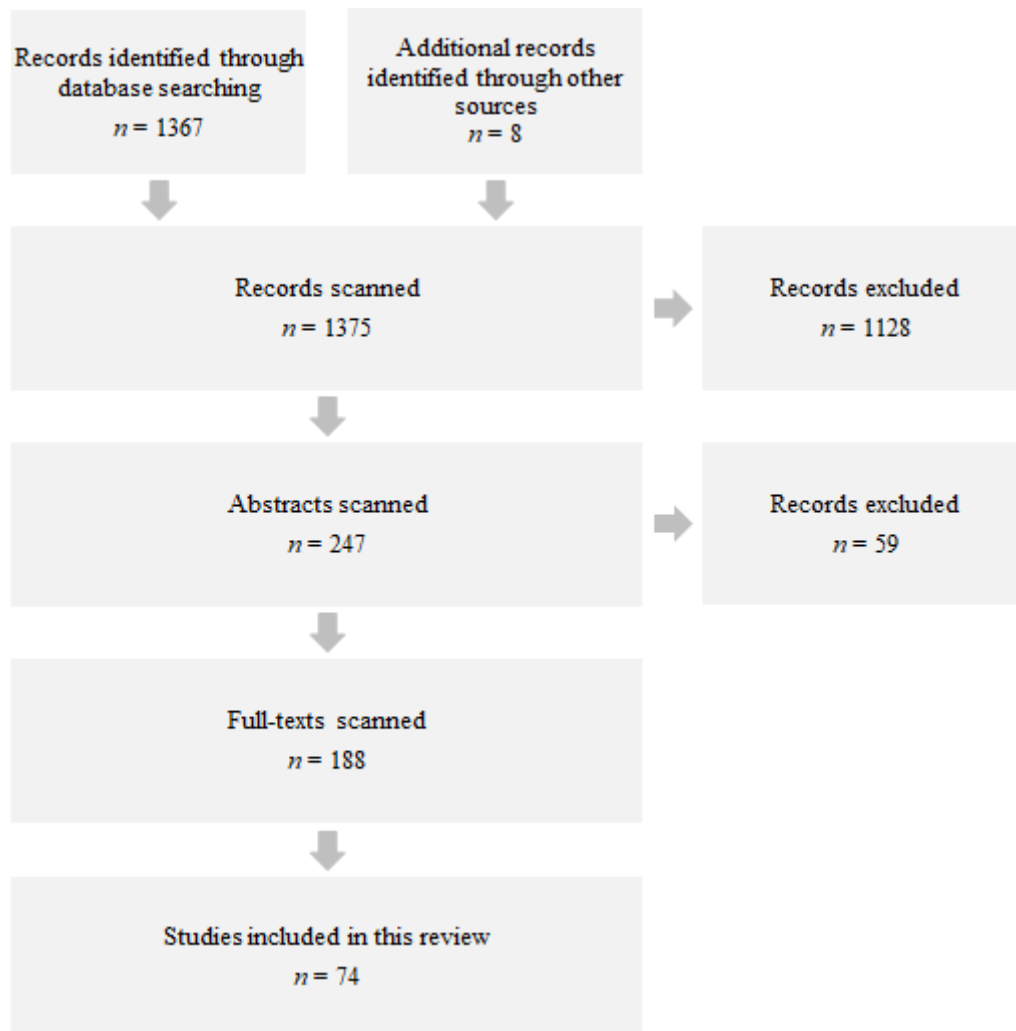 Records identified through
database searching
n = 1367
Additional records
identified through other
sources
n = 8
Records scanned
n = 1375
Records excluded
n = 1128
Abstracts scanned
n = 247
Records excluded
n = 59
Full-texts scanned
n = 188
Studies included in this review
n = 74